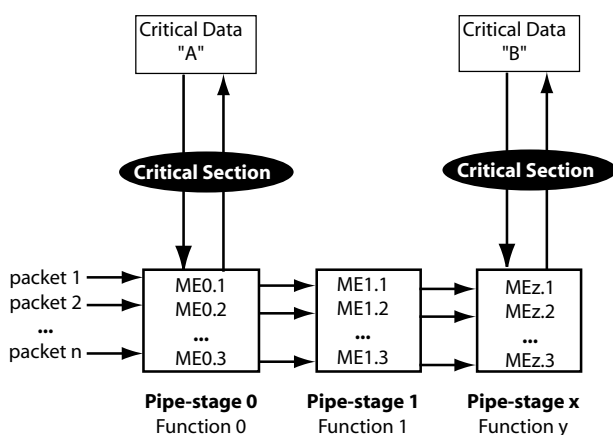 Critical Data
"A"
Critical Data
"B"
Critical Section
Critical Section
packet 1
packet 2
...
packet n
ME0.1
ME0.2
...
ME0.3
ME1.1
ME1.2
...
ME1.3
MEz.1
MEz.2
...
MEz.3
Pipe-stage 0
Function 0
Pipe-stage 1
Function 1
Pipe-stage x
Function y